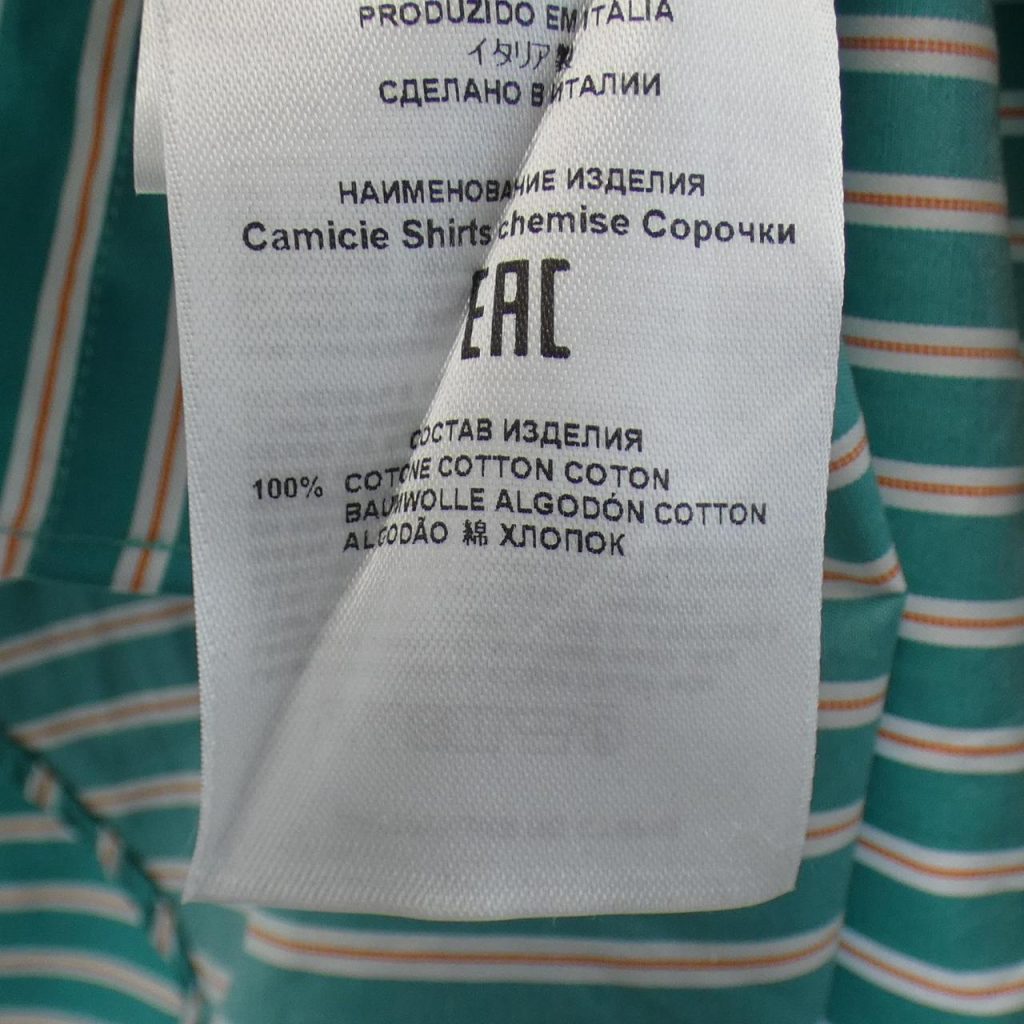 PRODUZIDO EM ITALIA
イタリア製
СДЕЛАНО В ИТАЛИИ
НАИМЕНОВАНИЕ ИЗДЕЛИЯ
Camicie Shirts chemise Сорочки
EAC
СОСТАВ ИЗДЕЛИЯ
100% COTONE COTTON COTON
BAUMWOLLE ALGODÓN COTTON
ALGODÃO 綿 ХЛОПОК